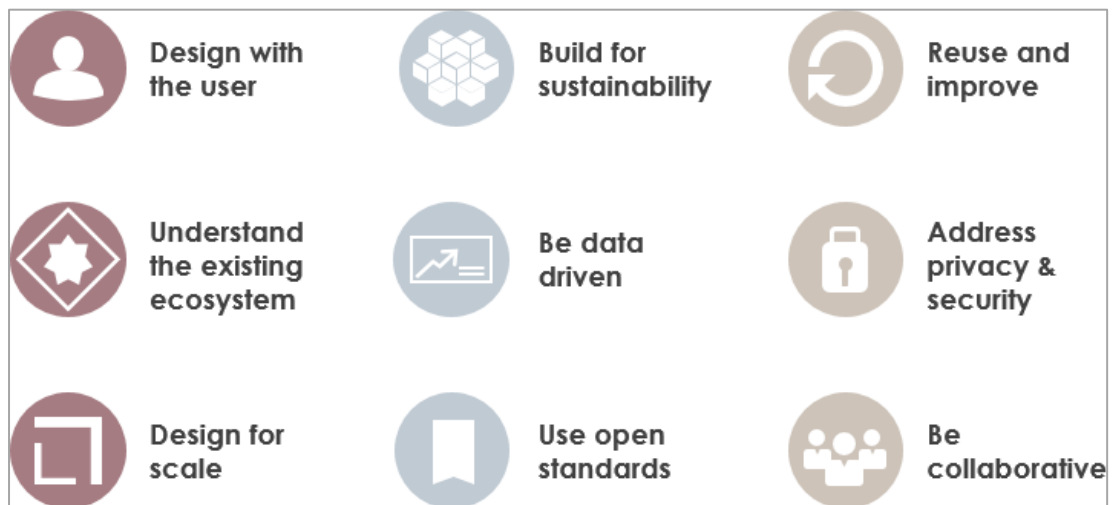 Design with
the user
Build for
sustainability
Reuse and
improve
Understand
the existing
ecosystem
Be data
driven
Address
privacy &
security
Design for
scale
Use open
standards
Be
collaborative